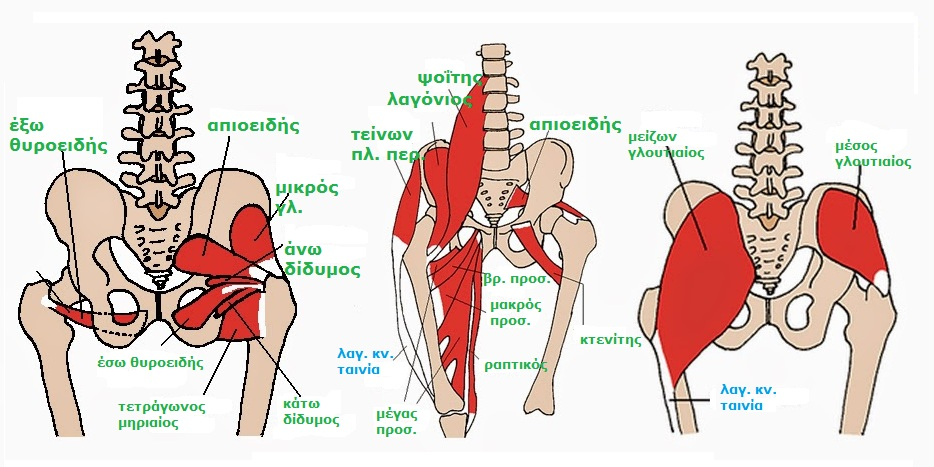 έξω
θυροειδής
απιοειδής
μικρός
γλ.
άνω
δίδυμος
έσω θυροειδής
τετράγωνος
μηριαίος
κάτω
δίδυμος
ψοΐτης
λαγόνιος
τείνων
πλ. περ.
απιοειδής
βρ. προσ.
μακρός
προσ.
κτενίτης
λαγ. κν.
ταινία
ραπτικός
μέγας
προσ.
μείζων
γλουτιαίος
μέσος
γλουτιαίος
λαγ. κν.
ταινία